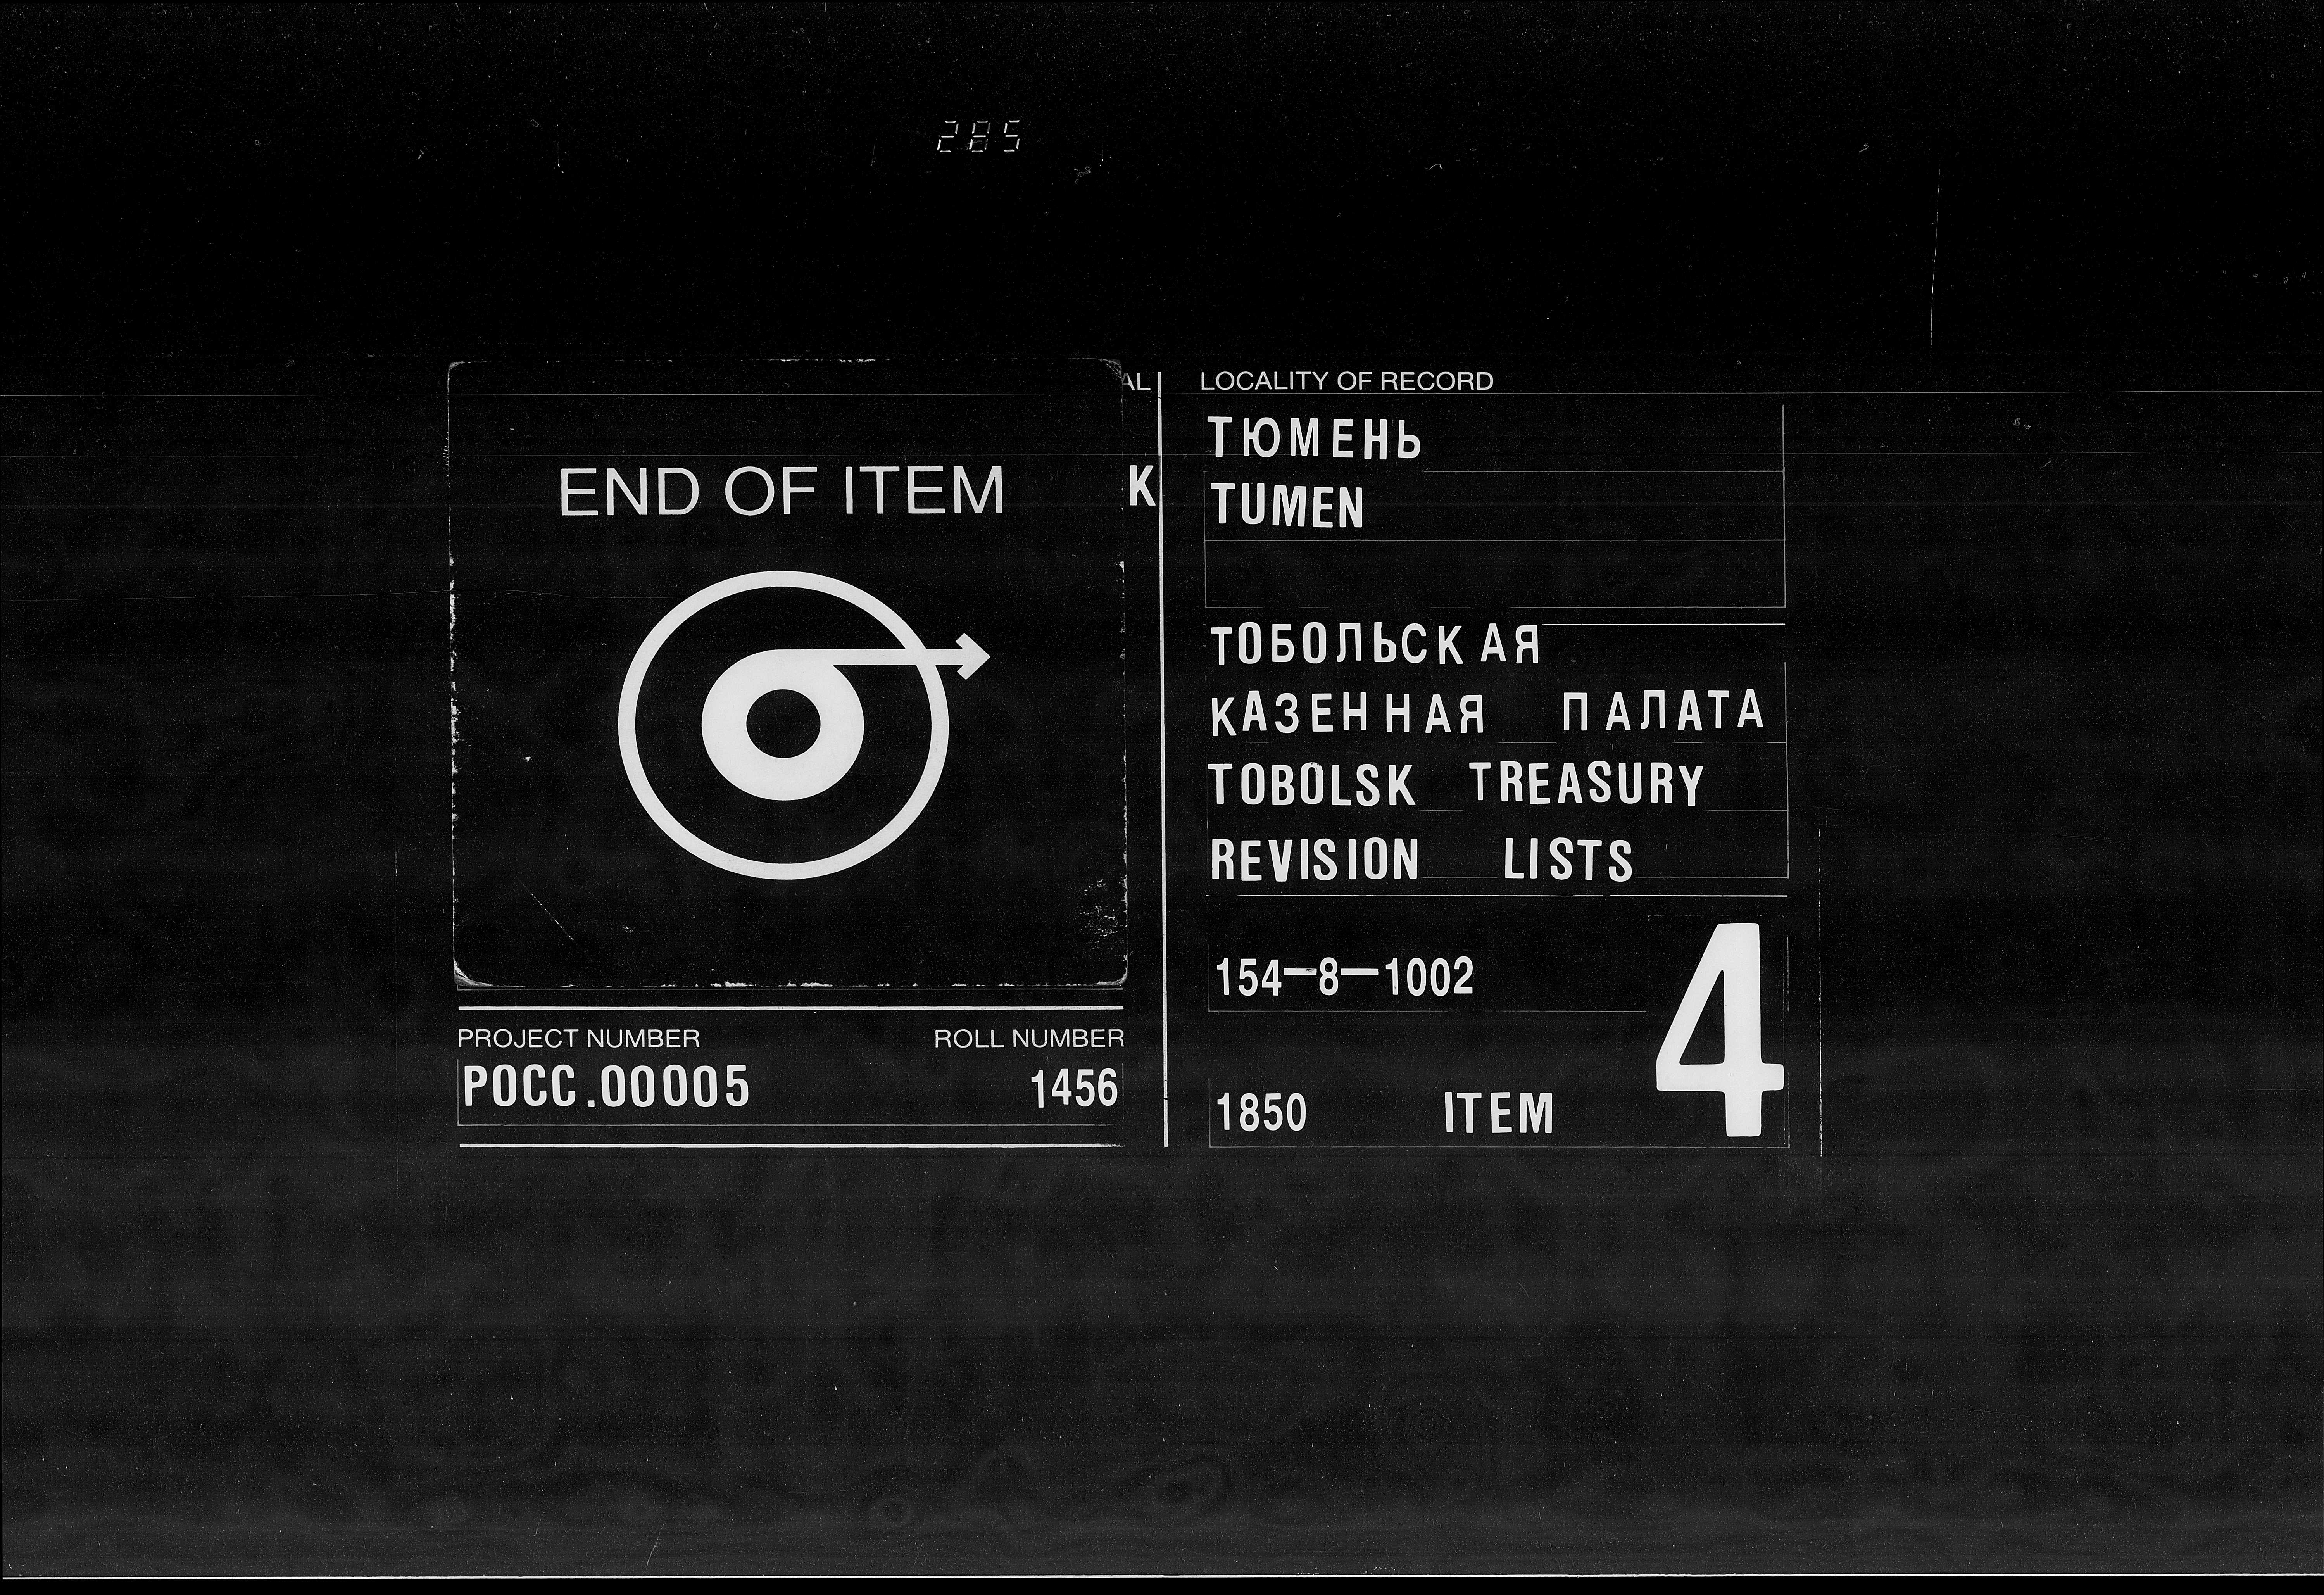 285
END OF ITEM
AL
K
PROJECT NUMBER ROLL NUMBER
РОСС.00005 1456
LOCALITY OF RECORD
ТЮМЕНЬ
TUMEN
ТОБОЛЬСКАЯ
КАЗЕННАЯ ПАЛАТА
TOBOLSK TREASURY
REVISION LISTS
154-8-1002
1850 ITEM 4